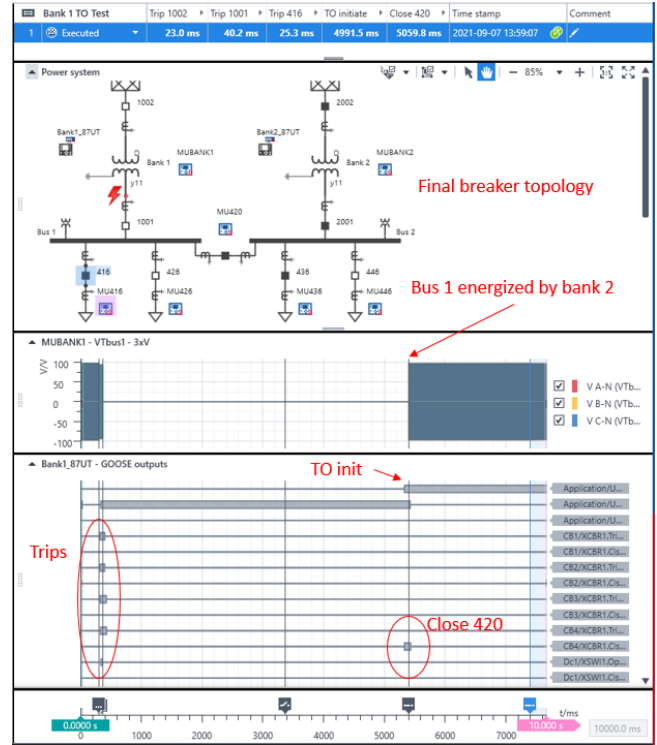 Bank 1 TO Test Trip 1002 Trip 1001 Trip 416 TO initiate Close 420 Time stamp Comment
1 Executed 23.0 ms 40.2 ms 25.3 ms 4991.5 ms 5059.8 ms 2021-09-07 13:59:07
Power system 85%
1002 2002
Bank1_87UT Bank2_87UT
MUBANK1 MUBANK2
Bank 1 Bank 2
y11 y11
Final breaker topology
MU420
1001 2001
Bus 1 Bus 2
416 426 436 446
MU416 MU426 MU436 MU446
Bus 1 energized by bank 2
MUBANK1 - VTbus1 - 3xV
V/V
100
50
0
-50
-100
V A-N (VTb...
V B-N (VTb...
V C-N (VTb...
Bank1_87UT - GOOSE outputs
TO init
Application/U...
Application/U...
Application/U...
CB1/XCBR1.Tri...
CB1/XCBR1.Cls...
CB2/XCBR1.Tri...
CB2/XCBR1.Cls...
CB3/XCBR1.Tri...
CB3/XCBR1.Cls...
CB4/XCBR1.Tri...
CB4/XCBR1.Cls...
Dc1/XSWI1.Op...
Dc1/XSWI1.Cls...
Trips
Close 420
t/ms
0.0000 s 10.000 s 10000.0 ms
0 1000 2000 3000 4000 5000 6000 7000